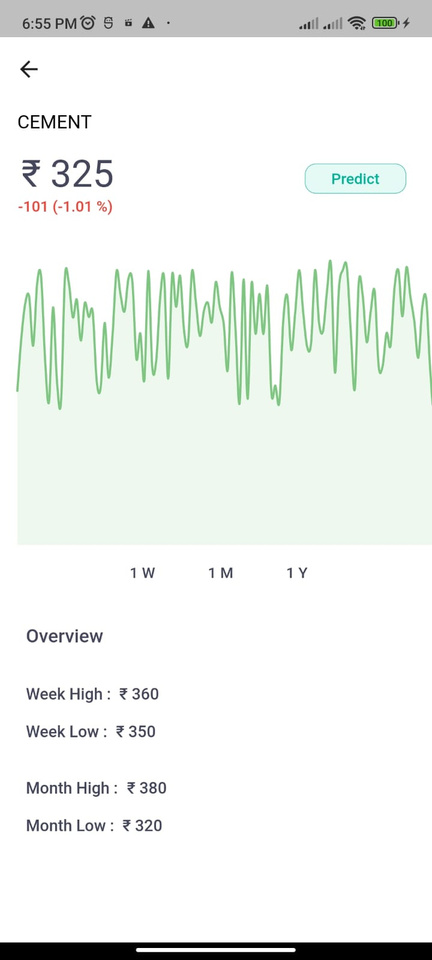 6:55 PM
100
CEMENT
₹ 325
Predict
-101 (-1.01 %)
1 W 1 M 1 Y
Overview
Week High : ₹ 360
Week Low : ₹ 350
Month High : ₹ 380
Month Low : ₹ 320